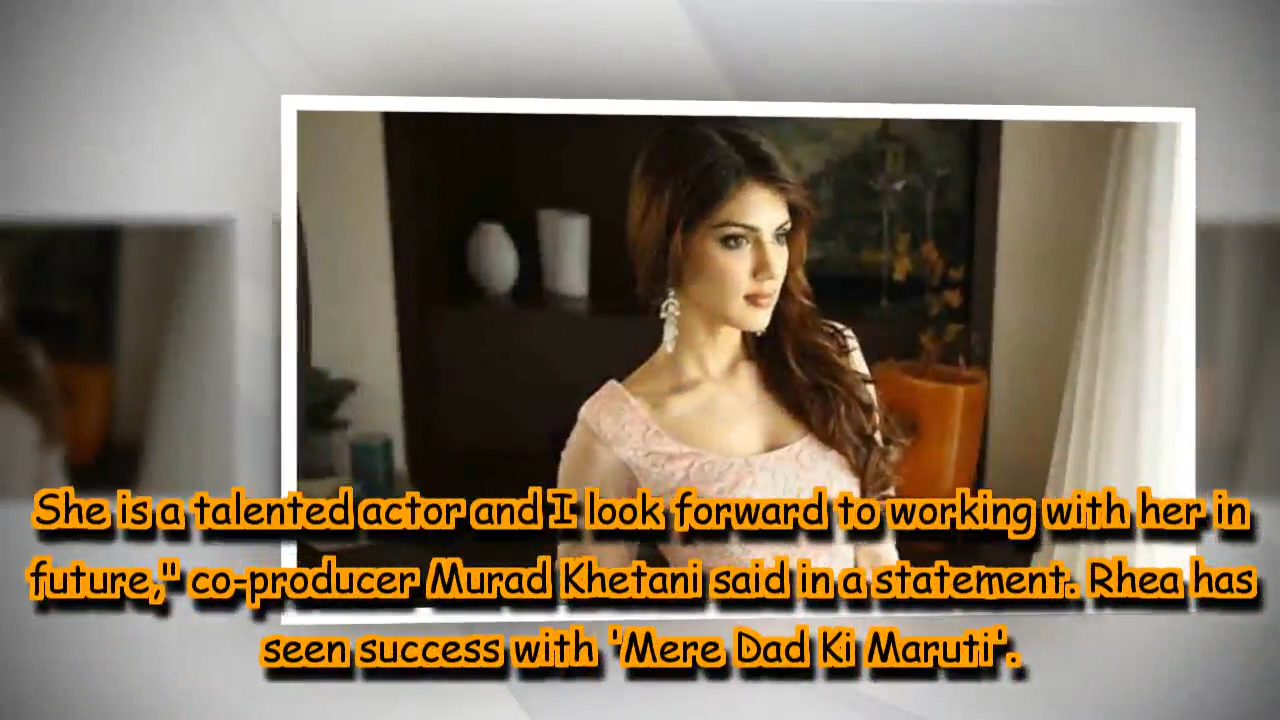 She is a talented actor and I look forward to working with her in
future," co-producer Murad Khetani said in a statement. Rhea has
seen success with 'Mere Dad Ki Maruti'.